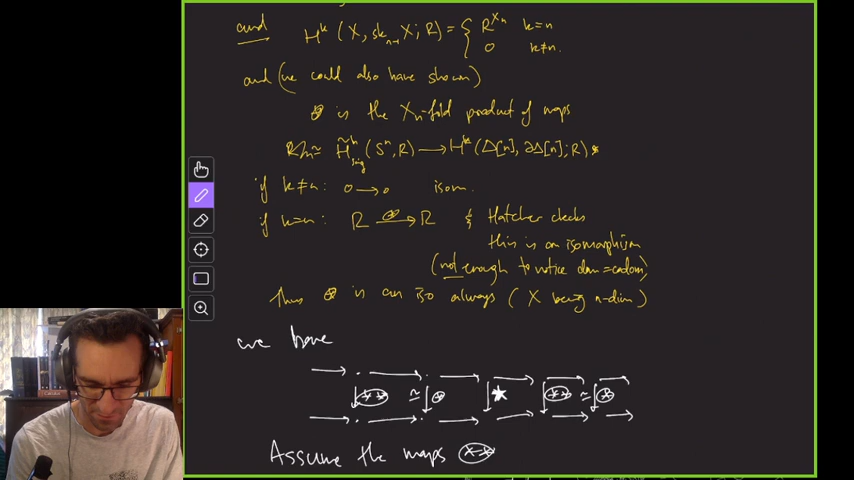 and H^k (X, sk_{n-1} X; R) = { R^{X_n} k=n
0 k≠n.
and (we could also have shown)
⊛ is the X_n-fold product of maps
H̃^k_{sing} (S^n, R) → H^k (Δ[n], ∂Δ[n]; R)
if k≠n: 0 → 0 isom.
if k=n: R →^⊛ R & Hatcher checks
this is an isomorphism
(not enough to notice dom = codom)
Thus ⊛ is an iso always (X being n-dim)
we have
→ · → · → → →
↓ (**) ≅ ↓ ⊛ ↓ ★ ↓ (**) ≅ ↓ ⊛
→ · → · → → →
Assume the maps (**)